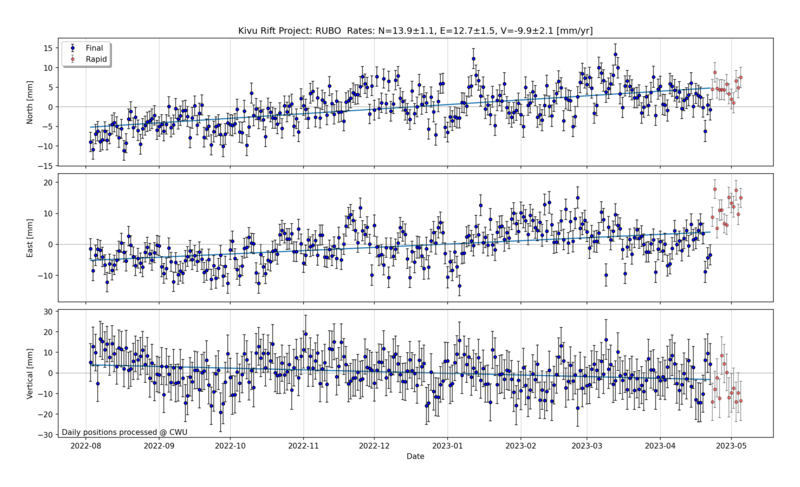 Kivu Rift Project: RUBO Rates: N=13.9±1.1, E=12.7±1.5, V=-9.9±2.1 [mm/yr]
Final
Rapid
North [mm]
15
10
5
0
−5
−10
−15
East [mm]
20
10
0
−10
Vertical [mm]
30
20
10
0
−10
−20
−30
Daily positions processed @ CWU
2022-08 2022-09 2022-10 2022-11 2022-12 2023-01 2023-02 2023-03 2023-04 2023-05
Date